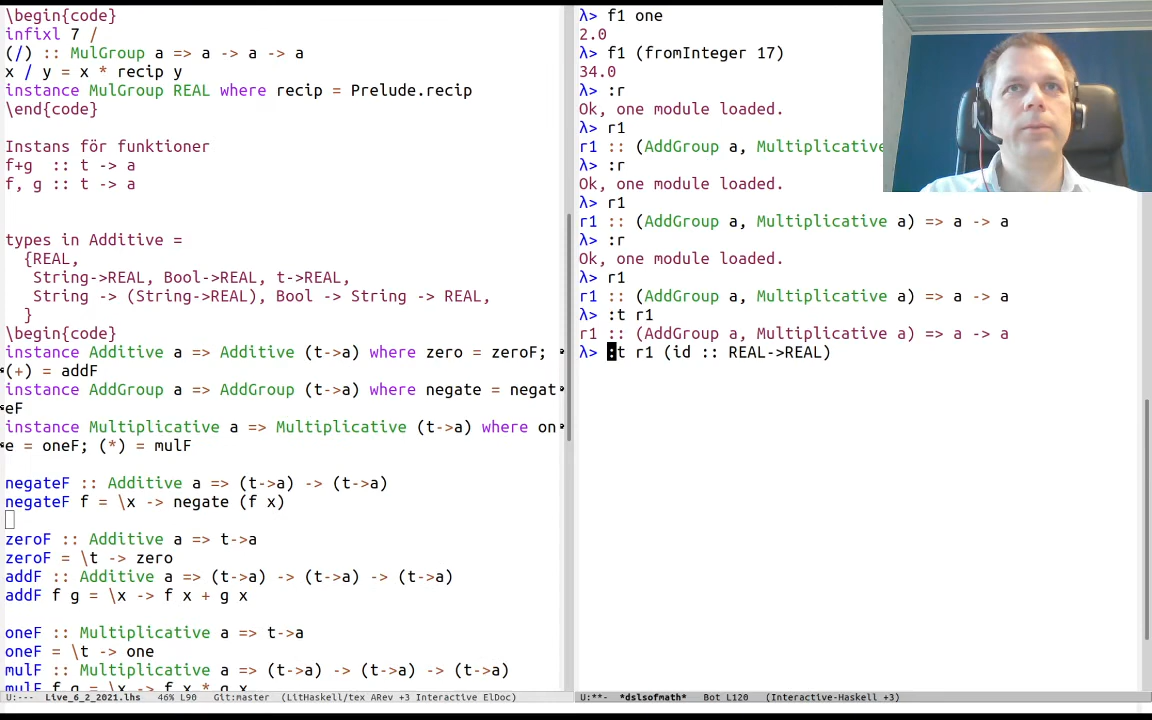 \begin{code}
infixl 7 /
(/) :: MulGroup a => a -> a -> a
x / y = x * recip y
instance MulGroup REAL where recip = Prelude.recip
\end{code}
Instans för funktioner
f+g  :: t -> a
f, g :: t -> a
types in Additive =
{REAL,
String->REAL, Bool->REAL, t->REAL,
String -> (String->REAL), Bool -> String -> REAL,
}
\begin{code}
instance Additive a => Additive (t->a) where zero = zeroF;
(+) = addF
instance AddGroup a => AddGroup (t->a) where negate = negat
eF
instance Multiplicative a => Multiplicative (t->a) where on
e = oneF; (*) = mulF
negateF :: Additive a => (t->a) -> (t->a)
negateF f = \x -> negate (f x)
zeroF :: Additive a => t->a
zeroF = \t -> zero
addF :: Additive a => (t->a) -> (t->a) -> (t->a)
addF f g = \x -> f x + g x
oneF :: Multiplicative a => t->a
oneF = \t -> one
mulF :: Multiplicative a => (t->a) -> (t->a) -> (t->a)
mulF f g = \x -> f x * g x
U:--- Live_6_2_2021.lhs 46% L90 Git:master (LitHaskell/tex ARev +3 Interactive ElDoc)
λ> f1 one
2.0
λ> f1 (fromInteger 17)
34.0
λ> :r
Ok, one module loaded.
λ> r1
r1 :: (AddGroup a, Multiplicative
λ> :r
Ok, one module loaded.
λ> r1
r1 :: (AddGroup a, Multiplicative a) => a -> a
λ> :r
Ok, one module loaded.
λ> r1
r1 :: (AddGroup a, Multiplicative a) => a -> a
λ> :t r1
r1 :: (AddGroup a, Multiplicative a) => a -> a
λ> :t r1 (id :: REAL->REAL)
U:**- *dslsofmath* Bot L120 (Interactive-Haskell +3)